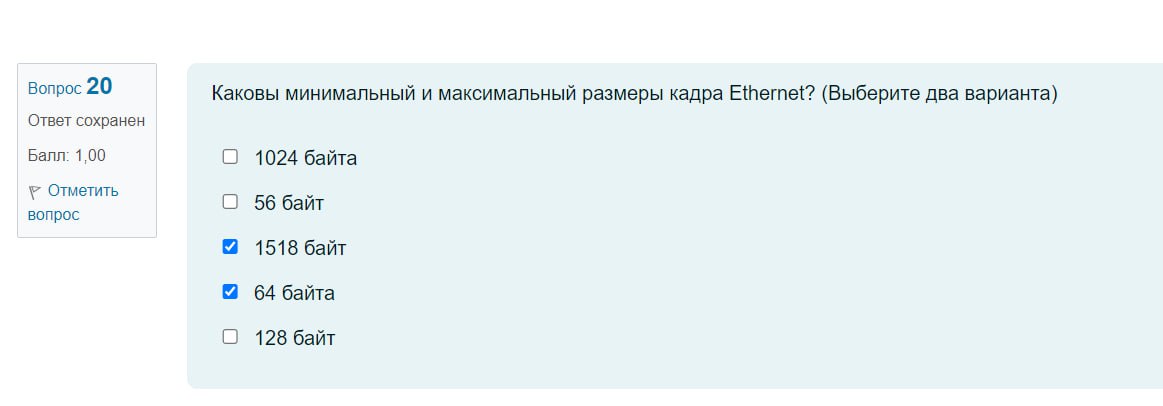 Вопрос 20
Ответ сохранен
Балл: 1,00
Отметить
вопрос
Каковы минимальный и максимальный размеры кадра Ethernet? (Выберите два варианта)
1024 байта
56 байт
1518 байт
64 байта
128 байт